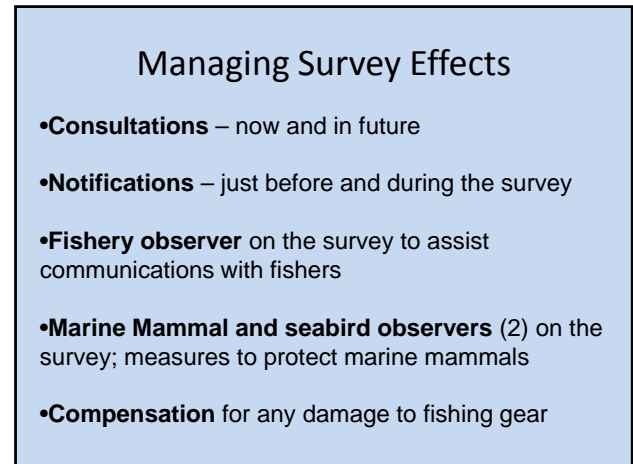 Managing Survey Effects
•Consultations – now and in future
•Notifications – just before and during the survey
•Fishery observer on the survey to assist
communications with fishers
•Marine Mammal and seabird observers (2) on the
survey; measures to protect marine mammals
•Compensation for any damage to fishing gear